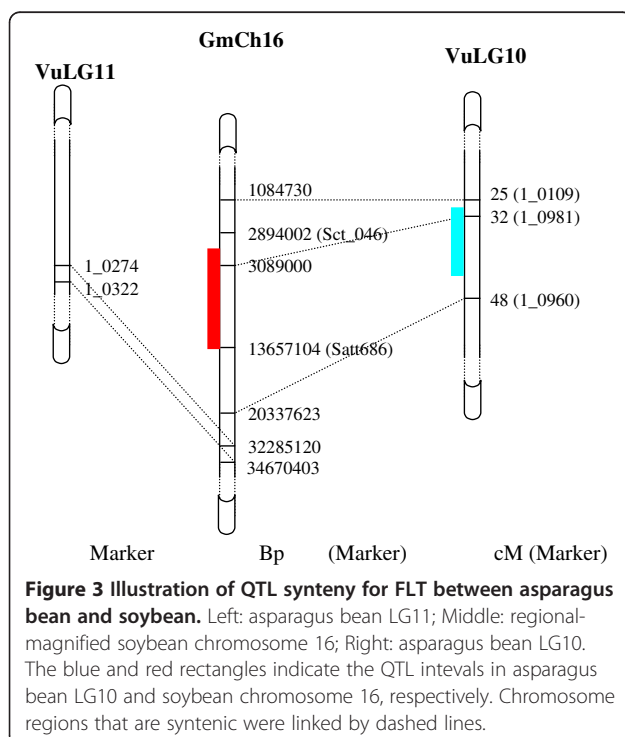 GmCh16
VuLG11
VuLG10
1084730
25 (1_0109)
32 (1_0981)
2894002 (Sct_046)
1_0274
3089000
1_0322
48 (1_0960)
13657104 (Satt686)
20337623
32285120
34670403
Marker Bp (Marker) cM (Marker)
Figure 3 Illustration of QTL synteny for FLT between asparagus
bean and soybean. Left: asparagus bean LG11; Middle: regional-
magnified soybean chromosome 16; Right: asparagus bean LG10.
The blue and red rectangles indicate the QTL intevals in asparagus
bean LG10 and soybean chromosome 16, respectively. Chromosome
regions that are syntenic were linked by dashed lines.